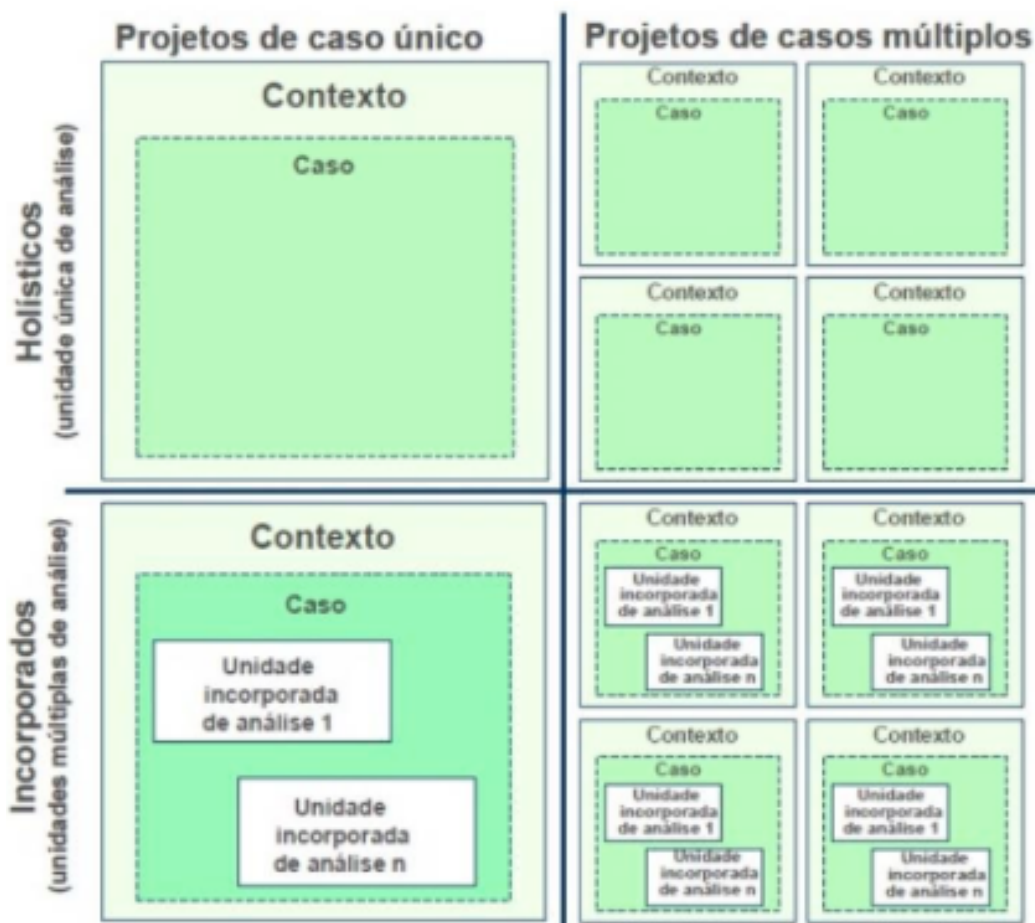 Projetos de caso único
Projetos de casos múltiplos
Holísticos
(unidade única de análise)
Contexto
Caso
Contexto
Caso
Contexto
Caso
Contexto
Caso
Contexto
Caso
Incorporados
(unidades múltiplas de análise)
Contexto
Caso
Unidade
incorporada
de análise 1
Unidade
incorporada
de análise n
Contexto
Caso
Unidade
incorporada
de análise 1
Unidade
incorporada
de análise n
Contexto
Caso
Unidade
incorporada
de análise 1
Unidade
incorporada
de análise n
Contexto
Caso
Unidade
incorporada
de análise 1
Unidade
incorporada
de análise n
Contexto
Caso
Unidade
incorporada
de análise 1
Unidade
incorporada
de análise n